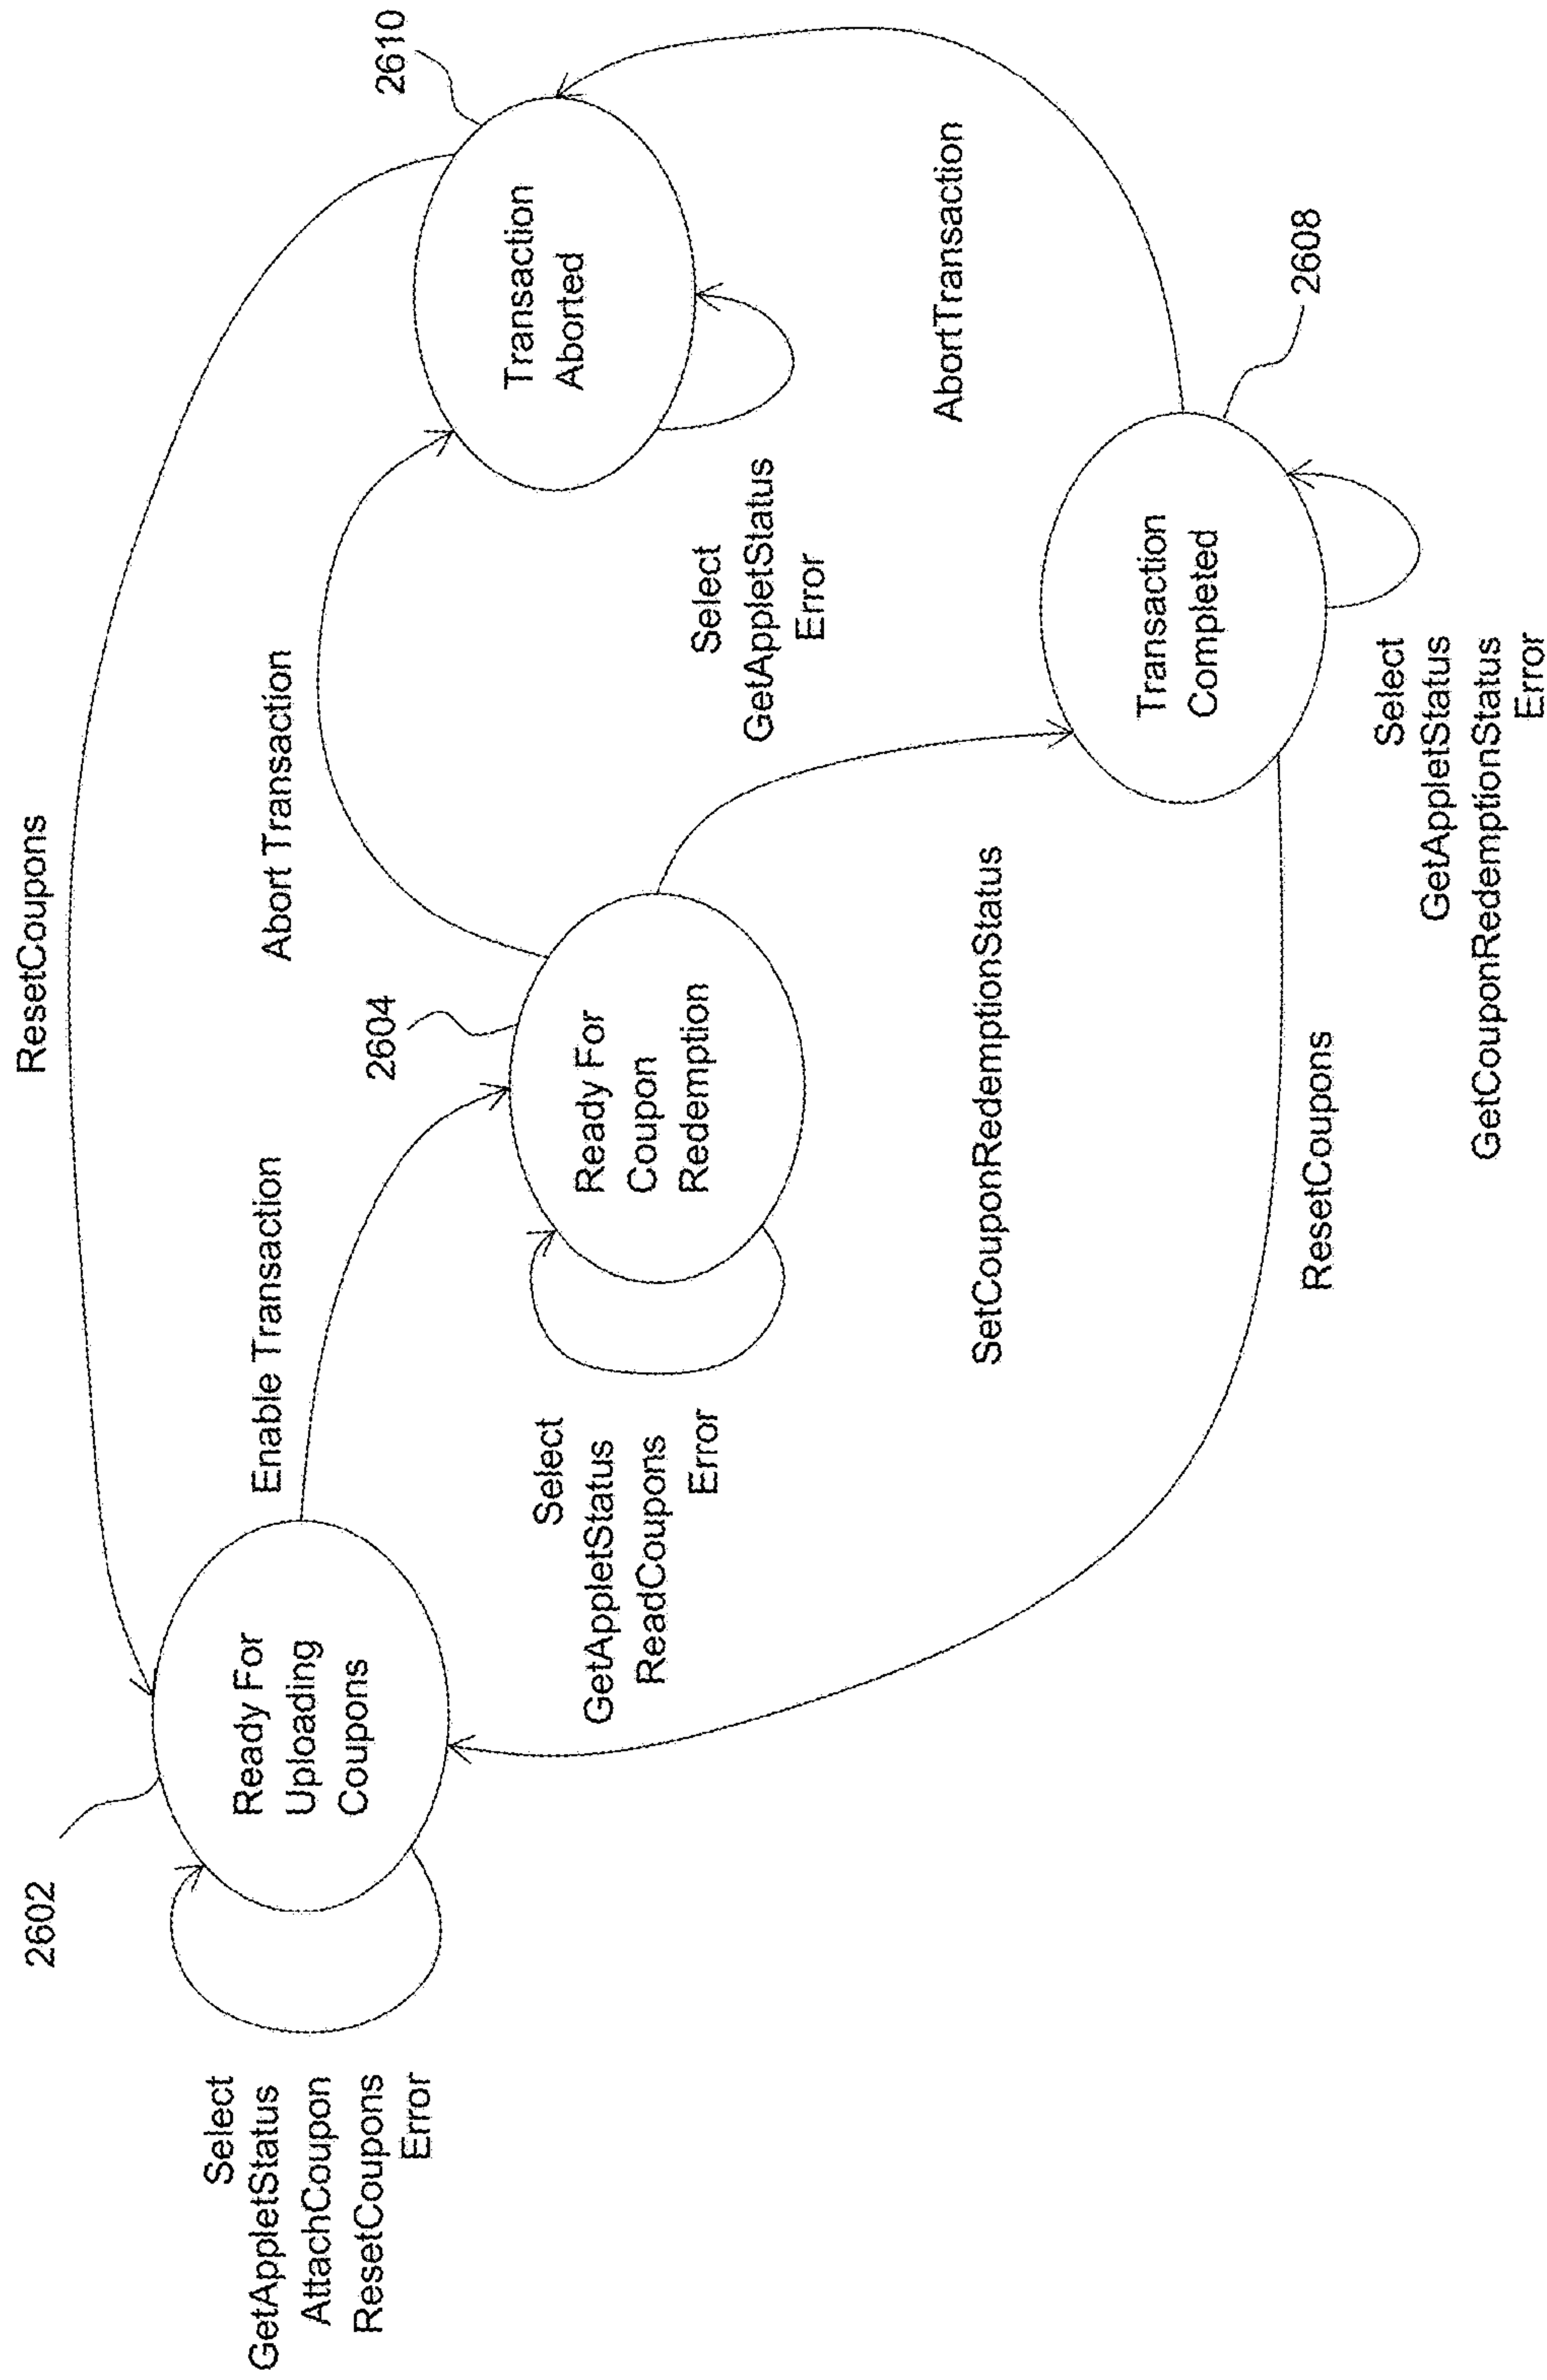 ResetCoupons
2602
Enable Transaction
Abort Transaction
2610
Ready For
Uploading
Coupons
2604
Transaction
Aborted
Select
GetAppletStatus
AttachCoupon
ResetCoupons
Error
Ready For
Coupon
Redemption
Select
GetAppletStatus
ReadCoupons
Error
Select
GetAppletStatus
Error
AbortTransaction
SetCouponRedemptionStatus
Transaction
Completed
2608
ResetCoupons
Select
GetAppletStatus
GetCouponRedemptionStatus
Error